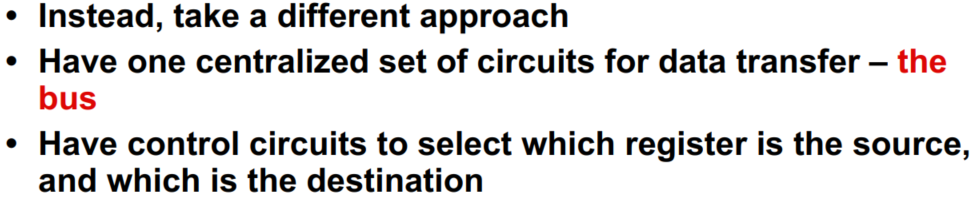 • Instead, take a different approach
• Have one centralized set of circuits for data transfer – the
bus
• Have control circuits to select which register is the source,
and which is the destination